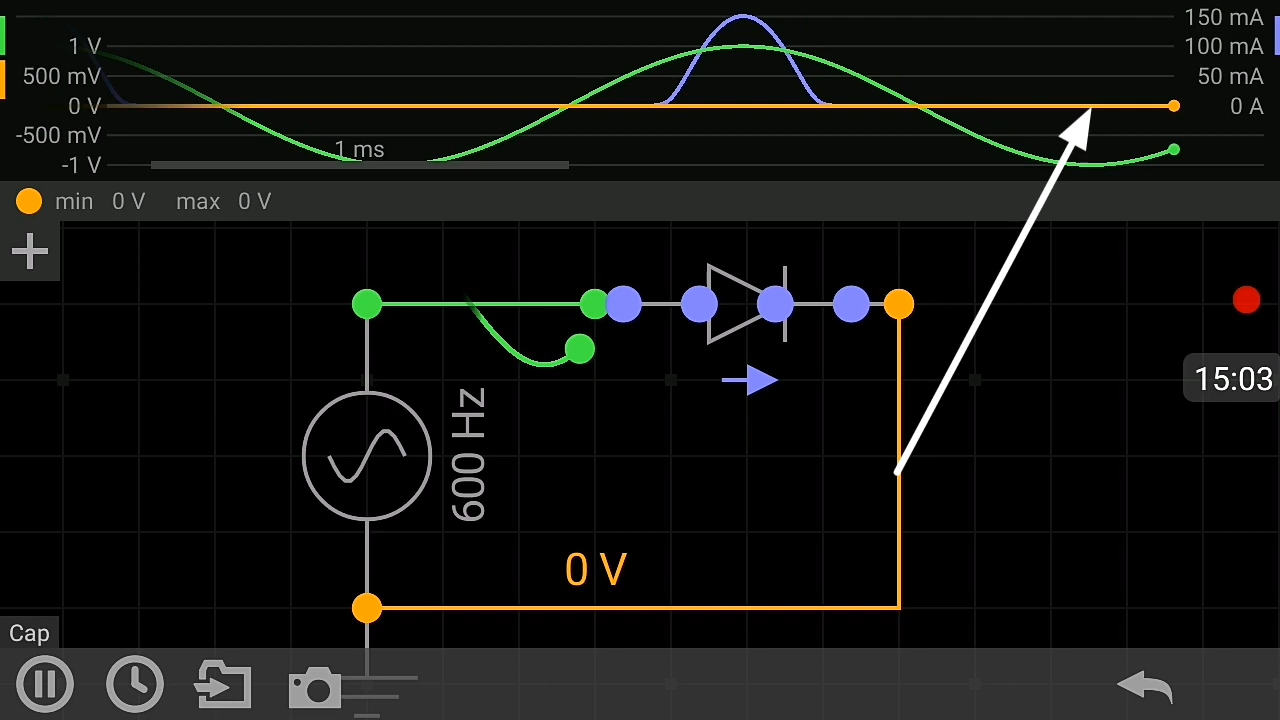 150 mA
1 V 100 mA
500 mV 50 mA
0 V 0 A
-500 mV
1 ms
-1 V
min 0 V max 0 V
15:03
600 Hz
0 V
Cap